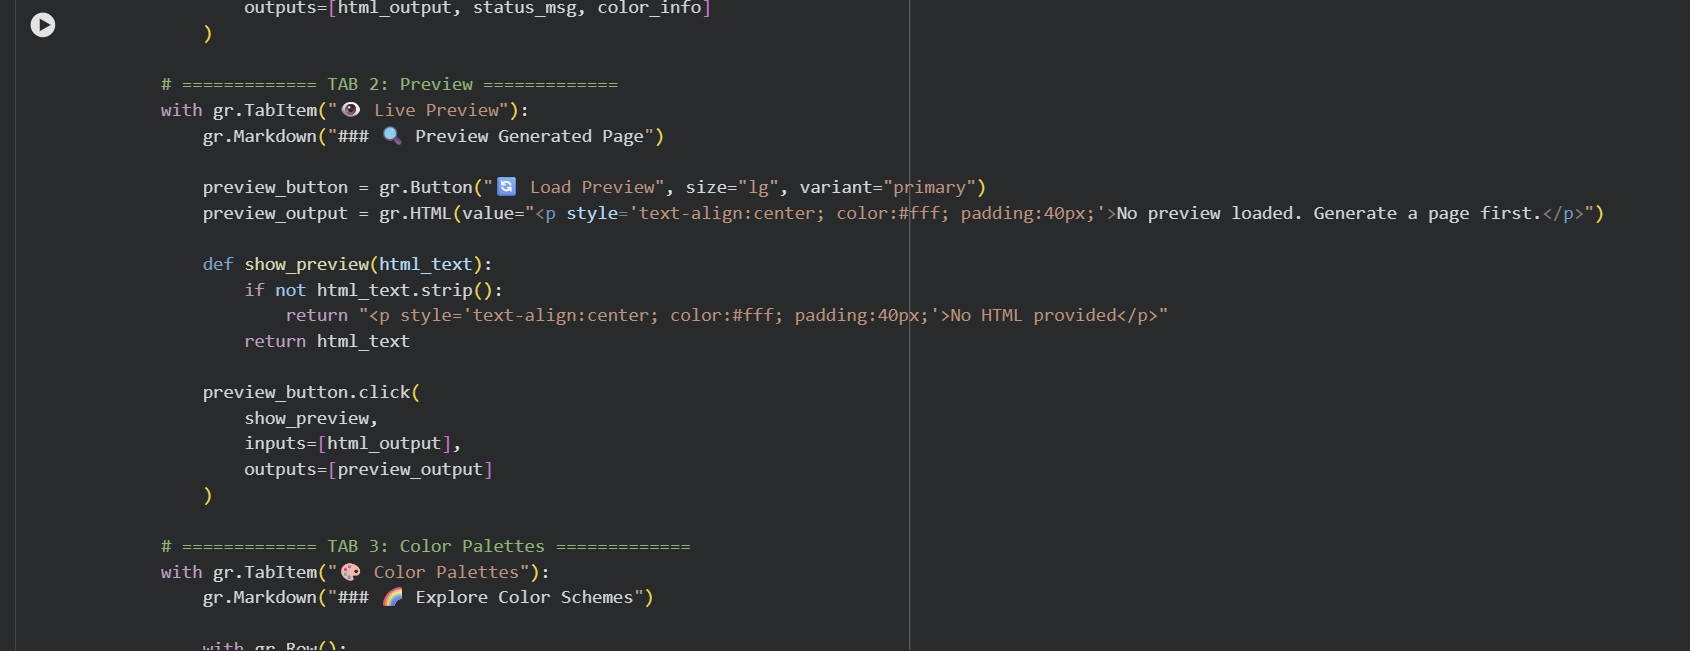 outputs=[html_output, status_msg, color_info]
)
# ============= TAB 2: Preview =============
with gr.TabItem("👁️ Live Preview"):
gr.Markdown("### 🔍 Preview Generated Page")
preview_button = gr.Button("🔄 Load Preview", size="lg", variant="primary")
preview_output = gr.HTML(value="<p style='text-align:center; color:#fff; padding:40px;'>No preview loaded. Generate a page first.</p>")
def show_preview(html_text):
if not html_text.strip():
return "<p style='text-align:center; color:#fff; padding:40px;'>No HTML provided</p>"
return html_text
preview_button.click(
show_preview,
inputs=[html_output],
outputs=[preview_output]
)
# ============= TAB 3: Color Palettes =============
with gr.TabItem("🎨 Color Palettes"):
gr.Markdown("### 🌈 Explore Color Schemes")
with gr.Row():